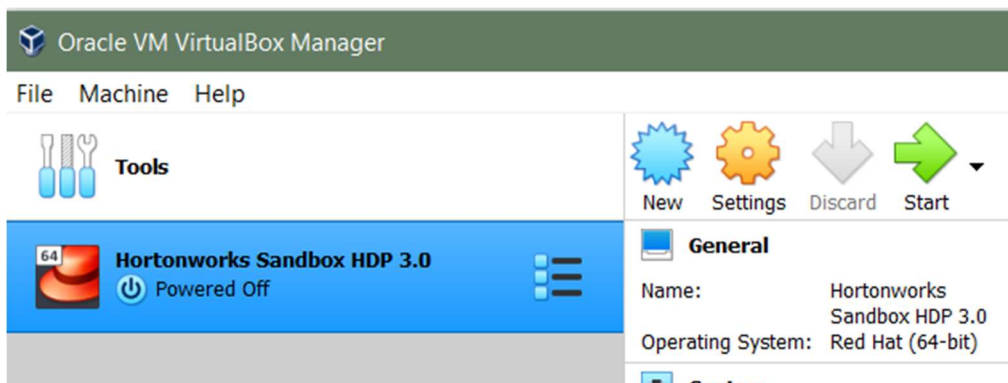 Oracle VM VirtualBox Manager
File Machine Help
Tools
New Settings Discard Start
64
Hortonworks Sandbox HDP 3.0
Powered Off
General
Name: Hortonworks
Sandbox HDP 3.0
Operating System: Red Hat (64-bit)